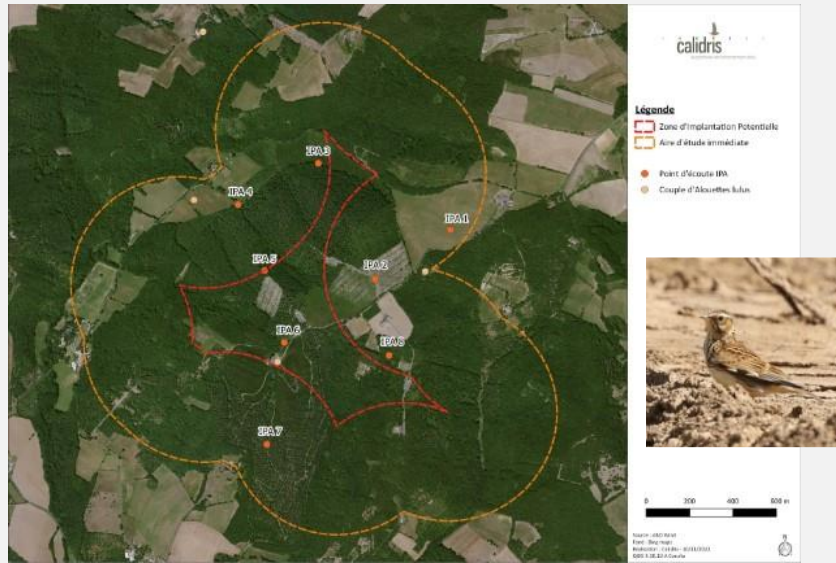 calidris
Légende
Zone d'Implantation Potentielle
Aire d'étude immédiate
Point d'écoute IPA
Couple d'Alouettes lulus
IPA 3
IPA 4
IPA 1
IPA 5
IPA 2
IPA 6
IPA 8
IPA 7
0 200 400 600 m